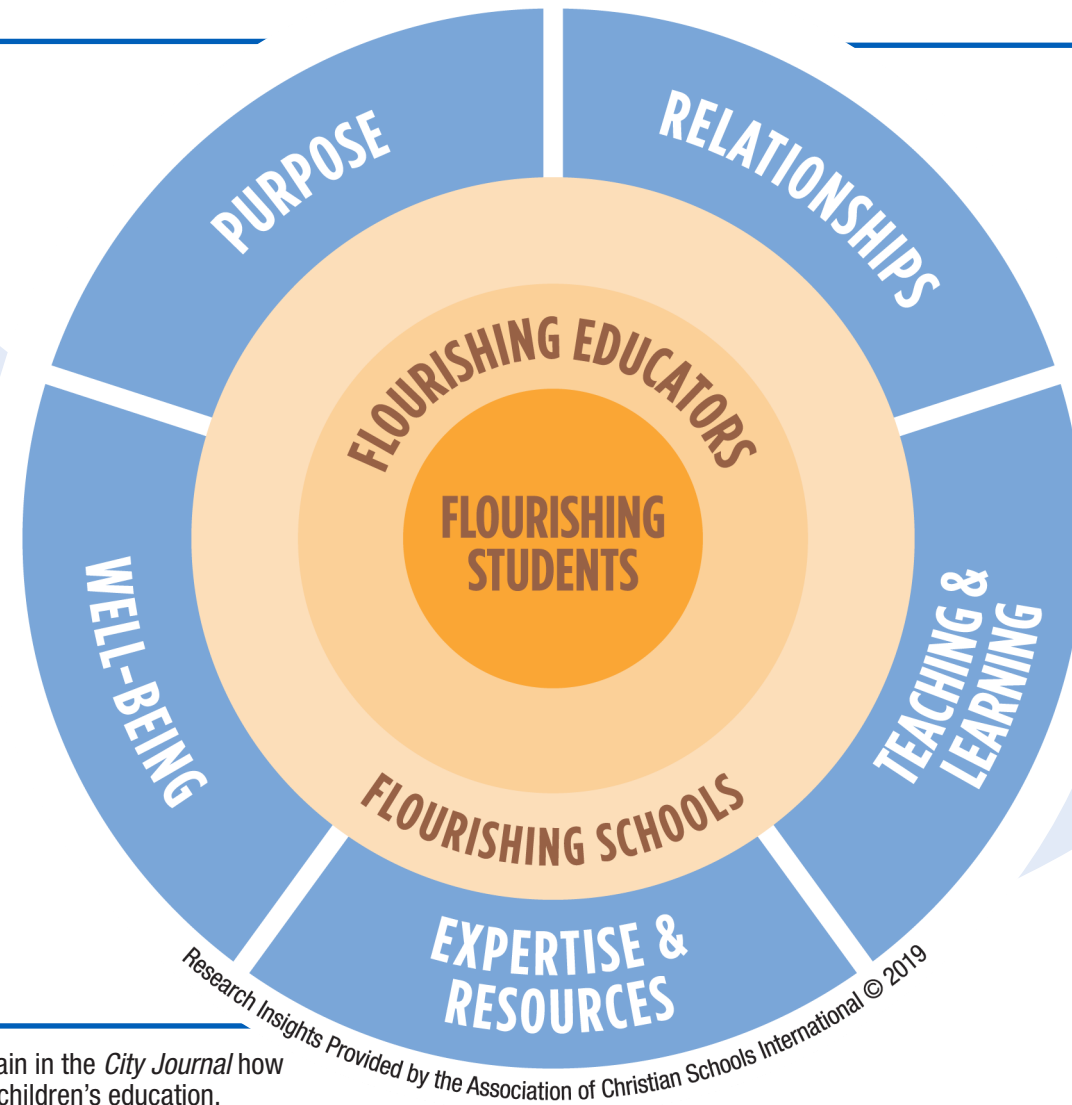 PURPOSE
RELATIONSHIPS
FLOURISHING EDUCATORS
FLOURISHING
STUDENTS
WELL-BEING
TEACHING &
LEARNING
FLOURISHING SCHOOLS
EXPERTISE &
RESOURCES
Research Insights Provided by the Association of Christian Schools International © 2019
ain in the City Journal how
children’s education.